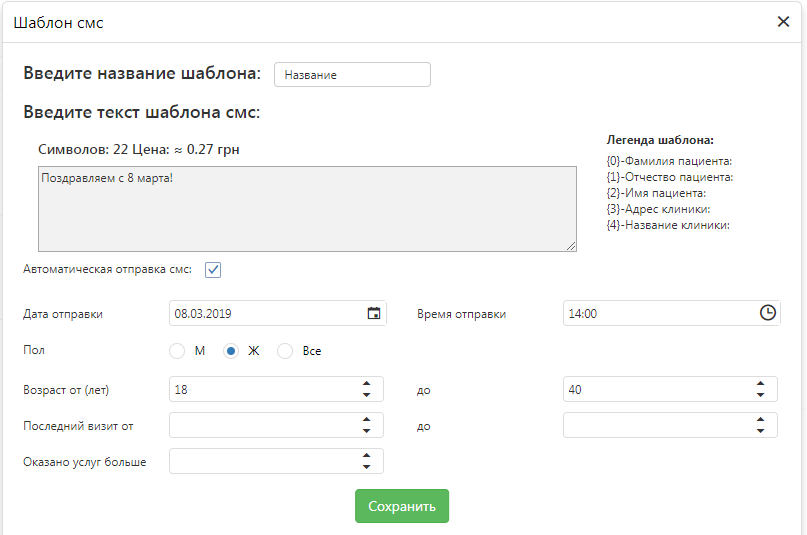 Шаблон смс
Введите название шаблона: Название
Введите текст шаблона смс:
Символов: 22 Цена: ≈ 0.27 грн
Поздравляем с 8 марта!
Легенда шаблона:
{0}-Фамилия пациента:
{1}-Отчество пациента:
{2}-Имя пациента:
{3}-Адрес клиники:
{4}-Название клиники:
Автоматическая отправка смс:
Дата отправки 08.03.2019 Время отправки 14:00
Пол М Ж Все
Возраст от (лет) 18 до 40
Последний визит от до
Оказано услуг больше
Сохранить